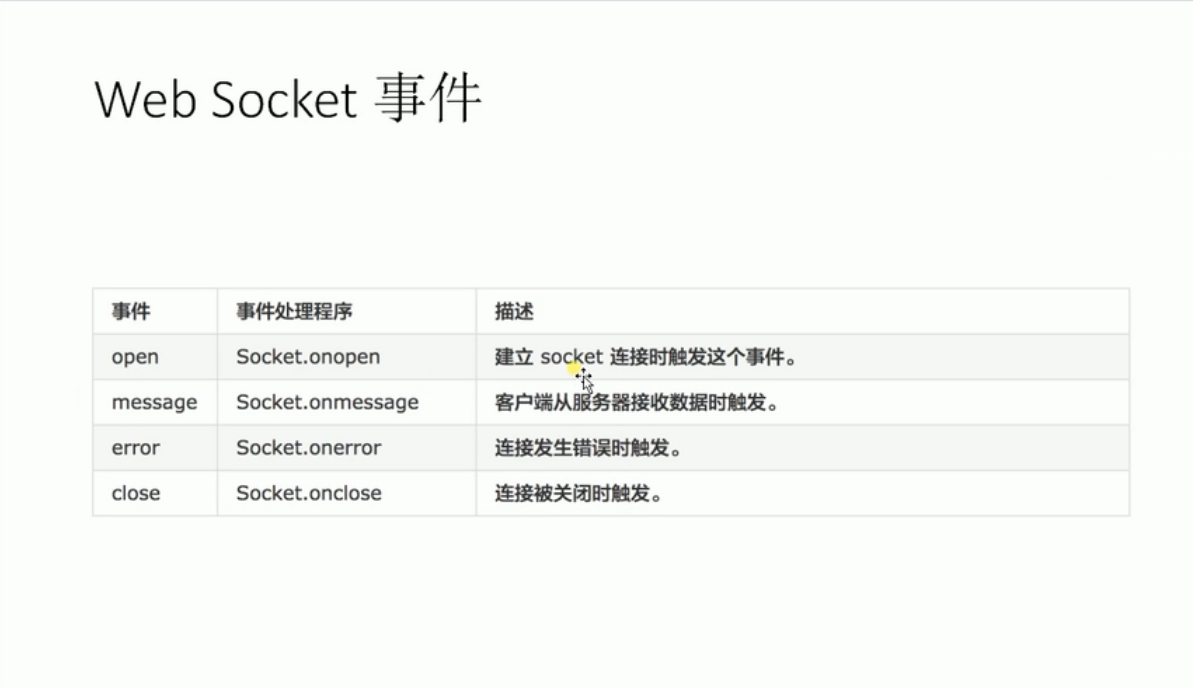 Web Socket 事件
事件 事件处理程序 描述
open Socket.onopen 建立 socket 连接时触发这个事件。
message Socket.onmessage 客户端从服务器接收数据时触发。
error Socket.onerror 连接发生错误时触发。
close Socket.onclose 连接被关闭时触发。